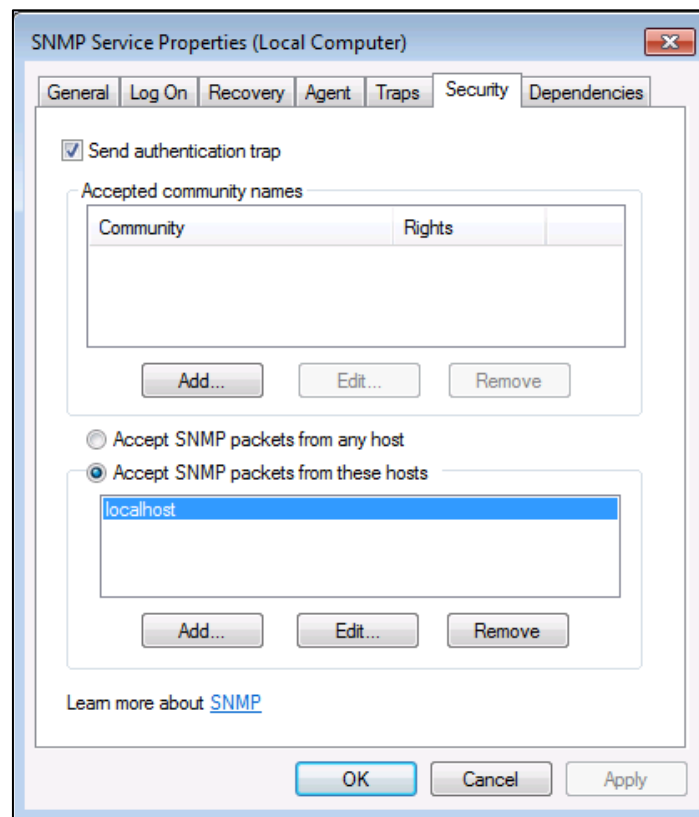 SNMP Service Properties (Local Computer)
General Log On Recovery Agent Traps Security Dependencies
Send authentication trap
Accepted community names
Community Rights
Add... Edit... Remove
Accept SNMP packets from any host
Accept SNMP packets from these hosts
localhost
Add... Edit... Remove
Learn more about SNMP
OK Cancel Apply